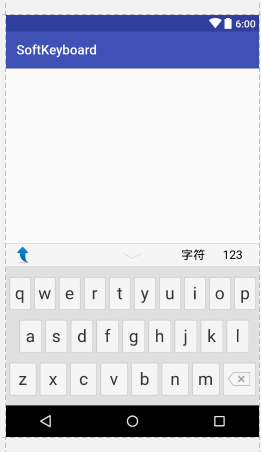 6:00
SoftKeyboard
字符 123
q w e r t y u i o p
a s d f g h j k l
z x c v b n m